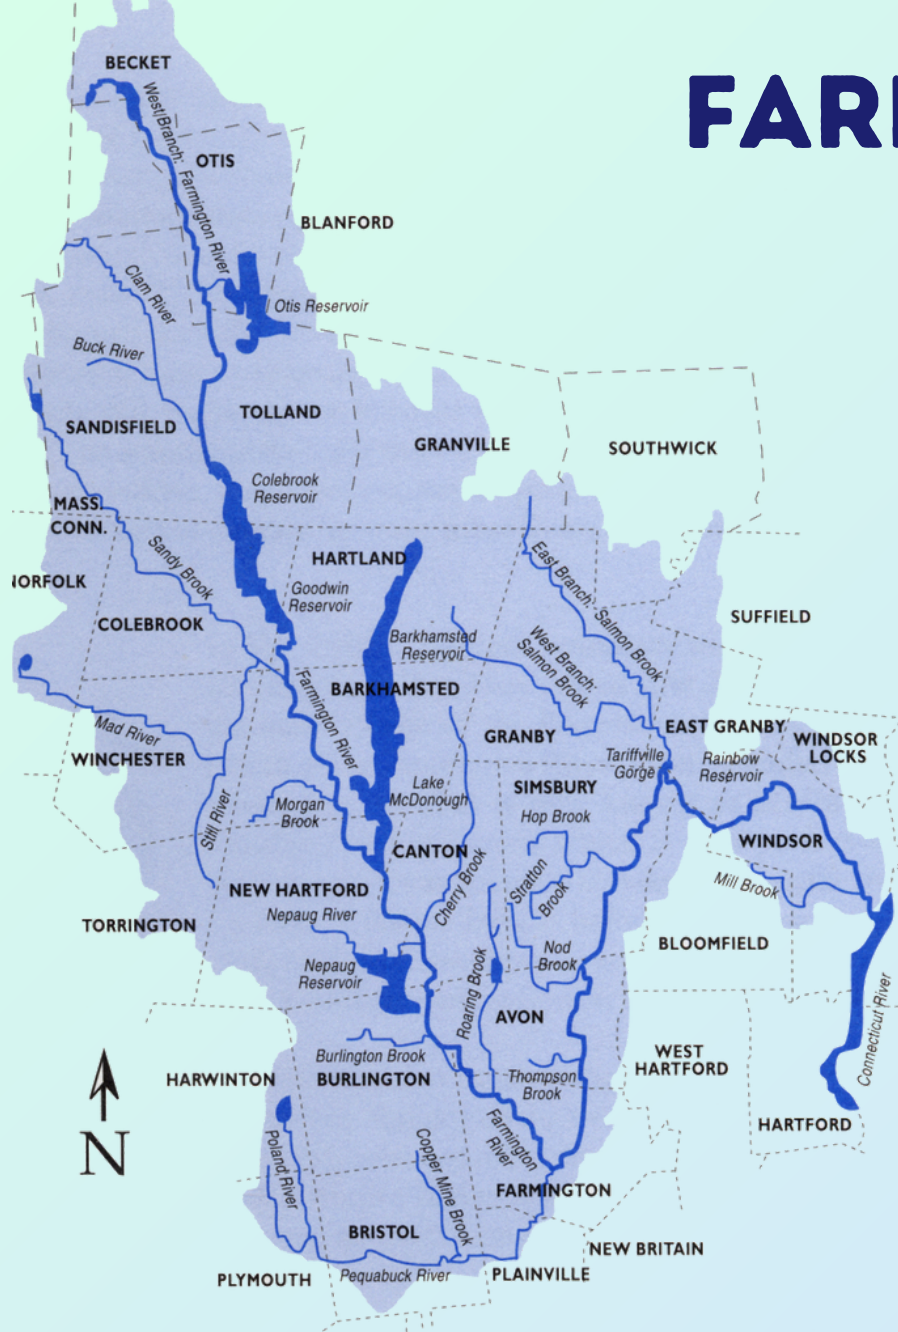 FAR
BECKET
West Branch: Farmington River
OTIS
BLANFORD
Clam River
Otis Reservoir
Buck River
SANDISFIELD
TOLLAND
GRANVILLE
SOUTHWICK
Colebrook
Reservoir
MASS.
CONN.
HARTLAND
Sandy Brook
East Branch: Salmon Brook
NORFOLK
Goodwin
Reservoir
COLEBROOK
Barkhamsted
Reservoir
West Branch:
Salmon Brook
SUFFIELD
Farmington River
BARKHAMSTED
Mad River
WINCHESTER
GRANBY
EAST GRANBY
WINDSOR
LOCKS
Tariffville
Gorge
Rainbow
Reservoir
Still River
Morgan
Brook
Lake
McDonough
SIMSBURY
Hop Brook
WINDSOR
CANTON
Cherry Brook
Stratton
Brook
Mill Brook
NEW HARTFORD
Nepaug River
TORRINGTON
Nepaug
Reservoir
Roaring Brook
Nod
Brook
BLOOMFIELD
AVON
Connecticut River
Burlington Brook
BURLINGTON
HARWINTON
Thompson
Brook
WEST
HARTFORD
N
Farmington
River
HARTFORD
Poland River
Copper Mine Brook
FARMINGTON
BRISTOL
NEW BRITAIN
PLYMOUTH
Pequabuck River
PLAINVILLE